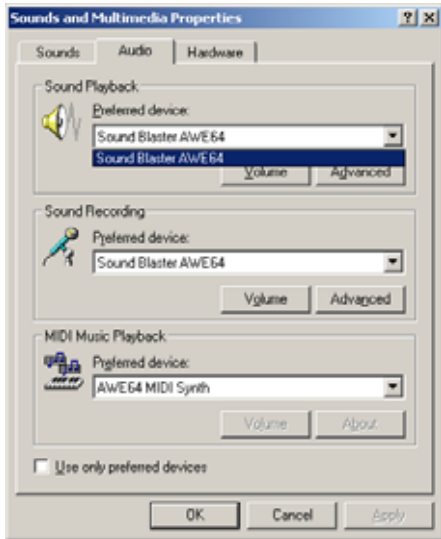 Sounds and Multimedia Properties
Sounds Audio Hardware
Sound Playback
Preferred device:
Sound Blaster AWE64
Sound Blaster AWE64
Volume Advanced
Sound Recording
Preferred device:
Sound Blaster AWE64
Volume Advanced
MIDI Music Playback
Preferred device:
AWE64 MIDI Synth
Volume About
Use only preferred devices
OK Cancel Apply